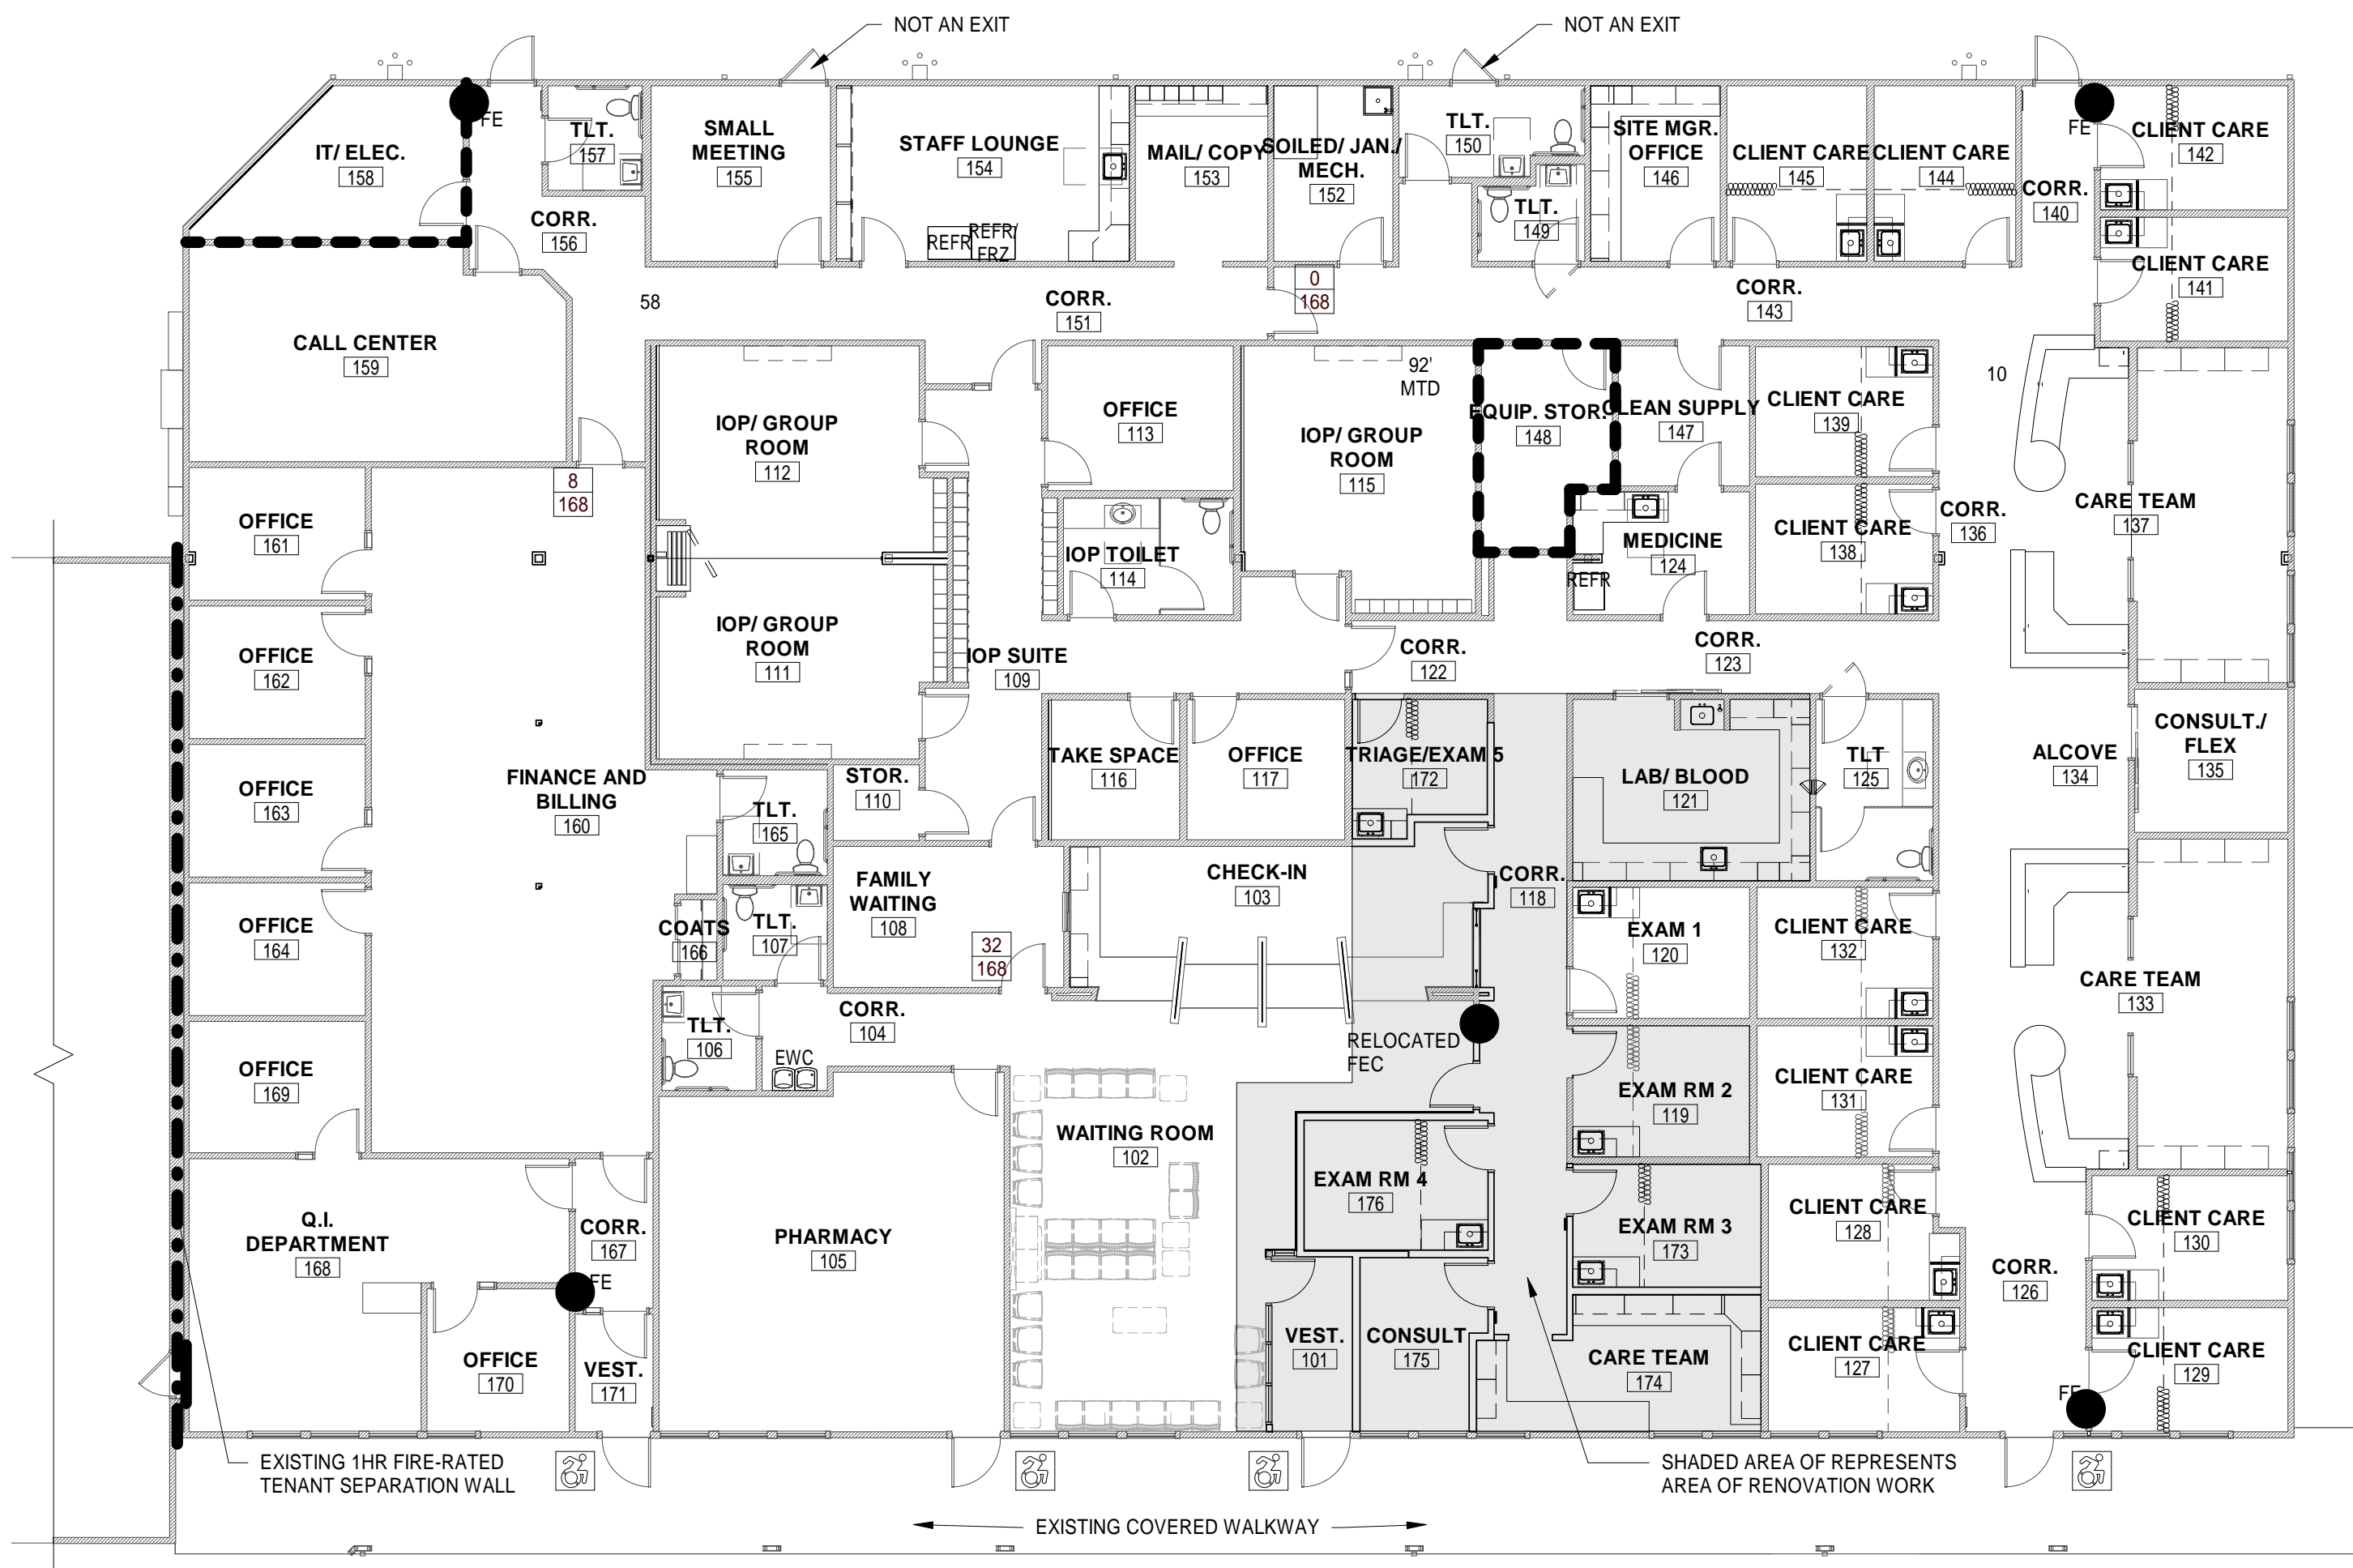 NOT AN EXIT
NOT AN EXIT
FE
IT/ ELEC.
158
TLT.
157
SMALL
MEETING
155
STAFF LOUNGE
154
REFR
REFR/
FRZ
MAIL/ COPY
153
SOILED/ JAN./
MECH.
152
TLT.
150
TLT.
149
SITE MGR.
OFFICE
146
CLIENT CARE
145
CLIENT CARE
144
CORR.
140
FE
CLIENT CARE
142
CLIENT CARE
141
CORR.
156
58
CORR.
151
0
168
CORR.
143
CALL CENTER
159
IOP/ GROUP
ROOM
112
OFFICE
113
IOP/ GROUP
ROOM
115
92'
MTD
EQUIP. STOR.
148
CLEAN SUPPLY
147
CLIENT CARE
139
10
8
168
OFFICE
161
IOP TOILET
114
MEDICINE
124
REFR
CLIENT CARE
138
CORR.
136
CARE TEAM
137
OFFICE
162
IOP/ GROUP
ROOM
111
IOP SUITE
109
CORR.
122
CORR.
123
OFFICE
163
FINANCE AND
BILLING
160
TLT.
165
STOR.
110
TAKE SPACE
116
OFFICE
117
TRIAGE/EXAM 5
172
LAB/ BLOOD
121
TLT
125
ALCOVE
134
CONSULT./
FLEX
135
OFFICE
164
COATS
166
TLT.
107
FAMILY
WAITING
108
32
168
CHECK-IN
103
CORR.
118
EXAM 1
120
CLIENT CARE
132
CARE TEAM
133
OFFICE
169
TLT.
106
EWC
CORR.
104
RELOCATED
FEC
EXAM RM 2
119
CLIENT CARE
131
WAITING ROOM
102
Q.I.
DEPARTMENT
168
CORR.
167
FE
PHARMACY
105
EXAM RM 4
176
EXAM RM 3
173
CLIENT CARE
128
CORR.
126
CLIENT CARE
130
OFFICE
170
VEST.
171
VEST.
101
CONSULT
175
CARE TEAM
174
CLIENT CARE
127
FE
CLIENT CARE
129
EXISTING 1HR FIRE-RATED
TENANT SEPARATION WALL
SHADED AREA OF REPRESENTS
AREA OF RENOVATION WORK
EXISTING COVERED WALKWAY